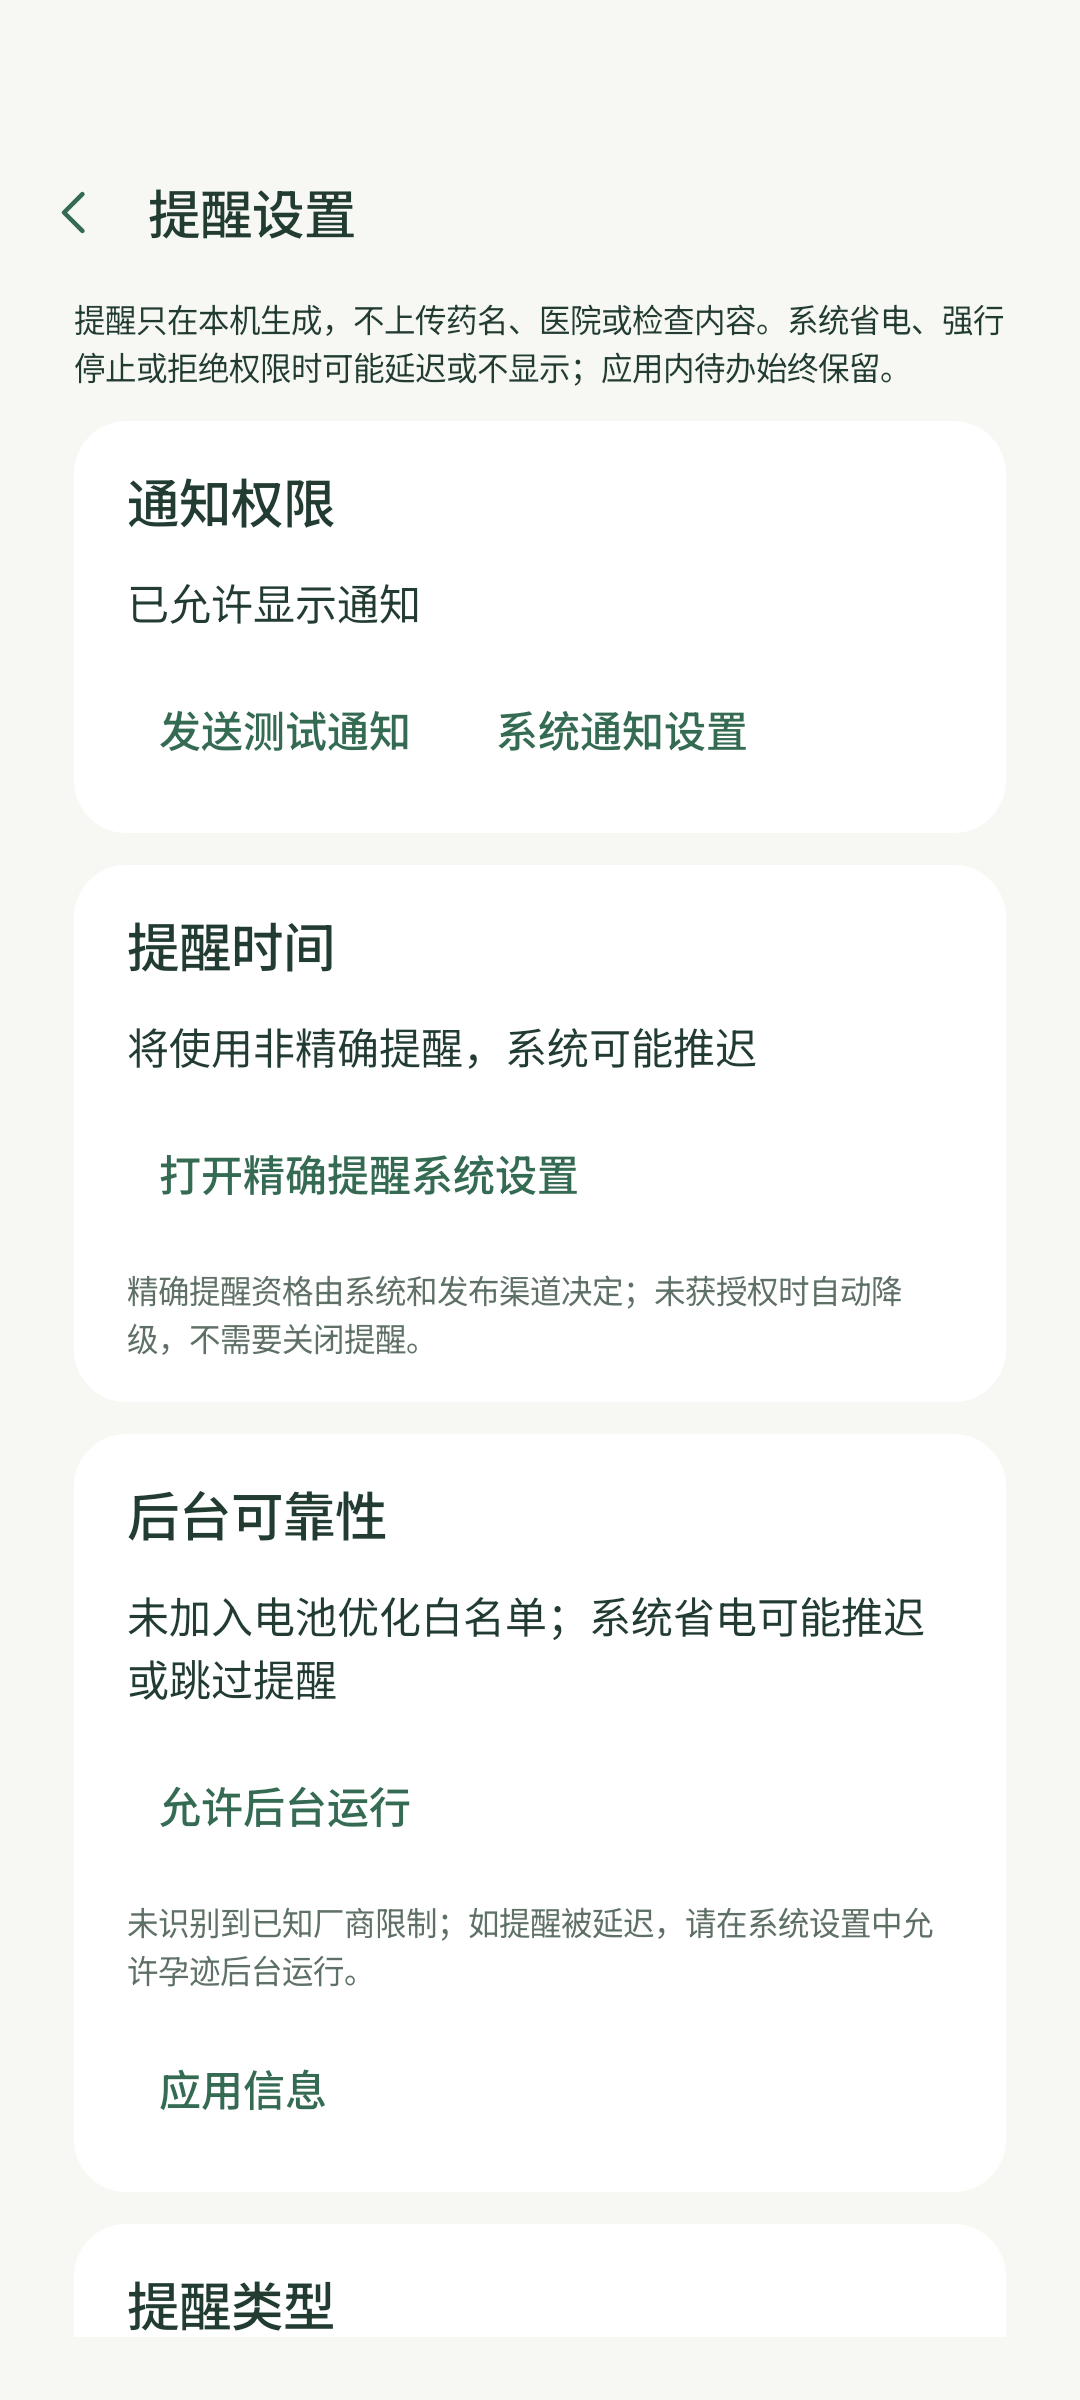 提醒设置
提醒只在本机生成，不上传药名、医院或检查内容。系统省电、强行
停止或拒绝权限时可能延迟或不显示；应用内待办始终保留。
通知权限
已允许显示通知
发送测试通知 系统通知设置
提醒时间
将使用非精确提醒，系统可能推迟
打开精确提醒系统设置
精确提醒资格由系统和发布渠道决定；未获授权时自动降
级，不需要关闭提醒。
后台可靠性
未加入电池优化白名单；系统省电可能推迟
或跳过提醒
允许后台运行
未识别到已知厂商限制；如提醒被延迟，请在系统设置中允
许孕迹后台运行。
应用信息
提醒类型